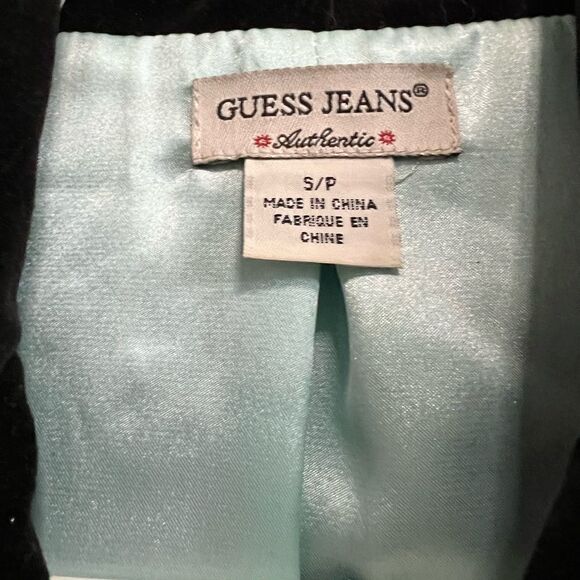 GUESS JEANS®
Authentic
S/P
MADE IN CHINA
FABRIQUE EN
CHINE